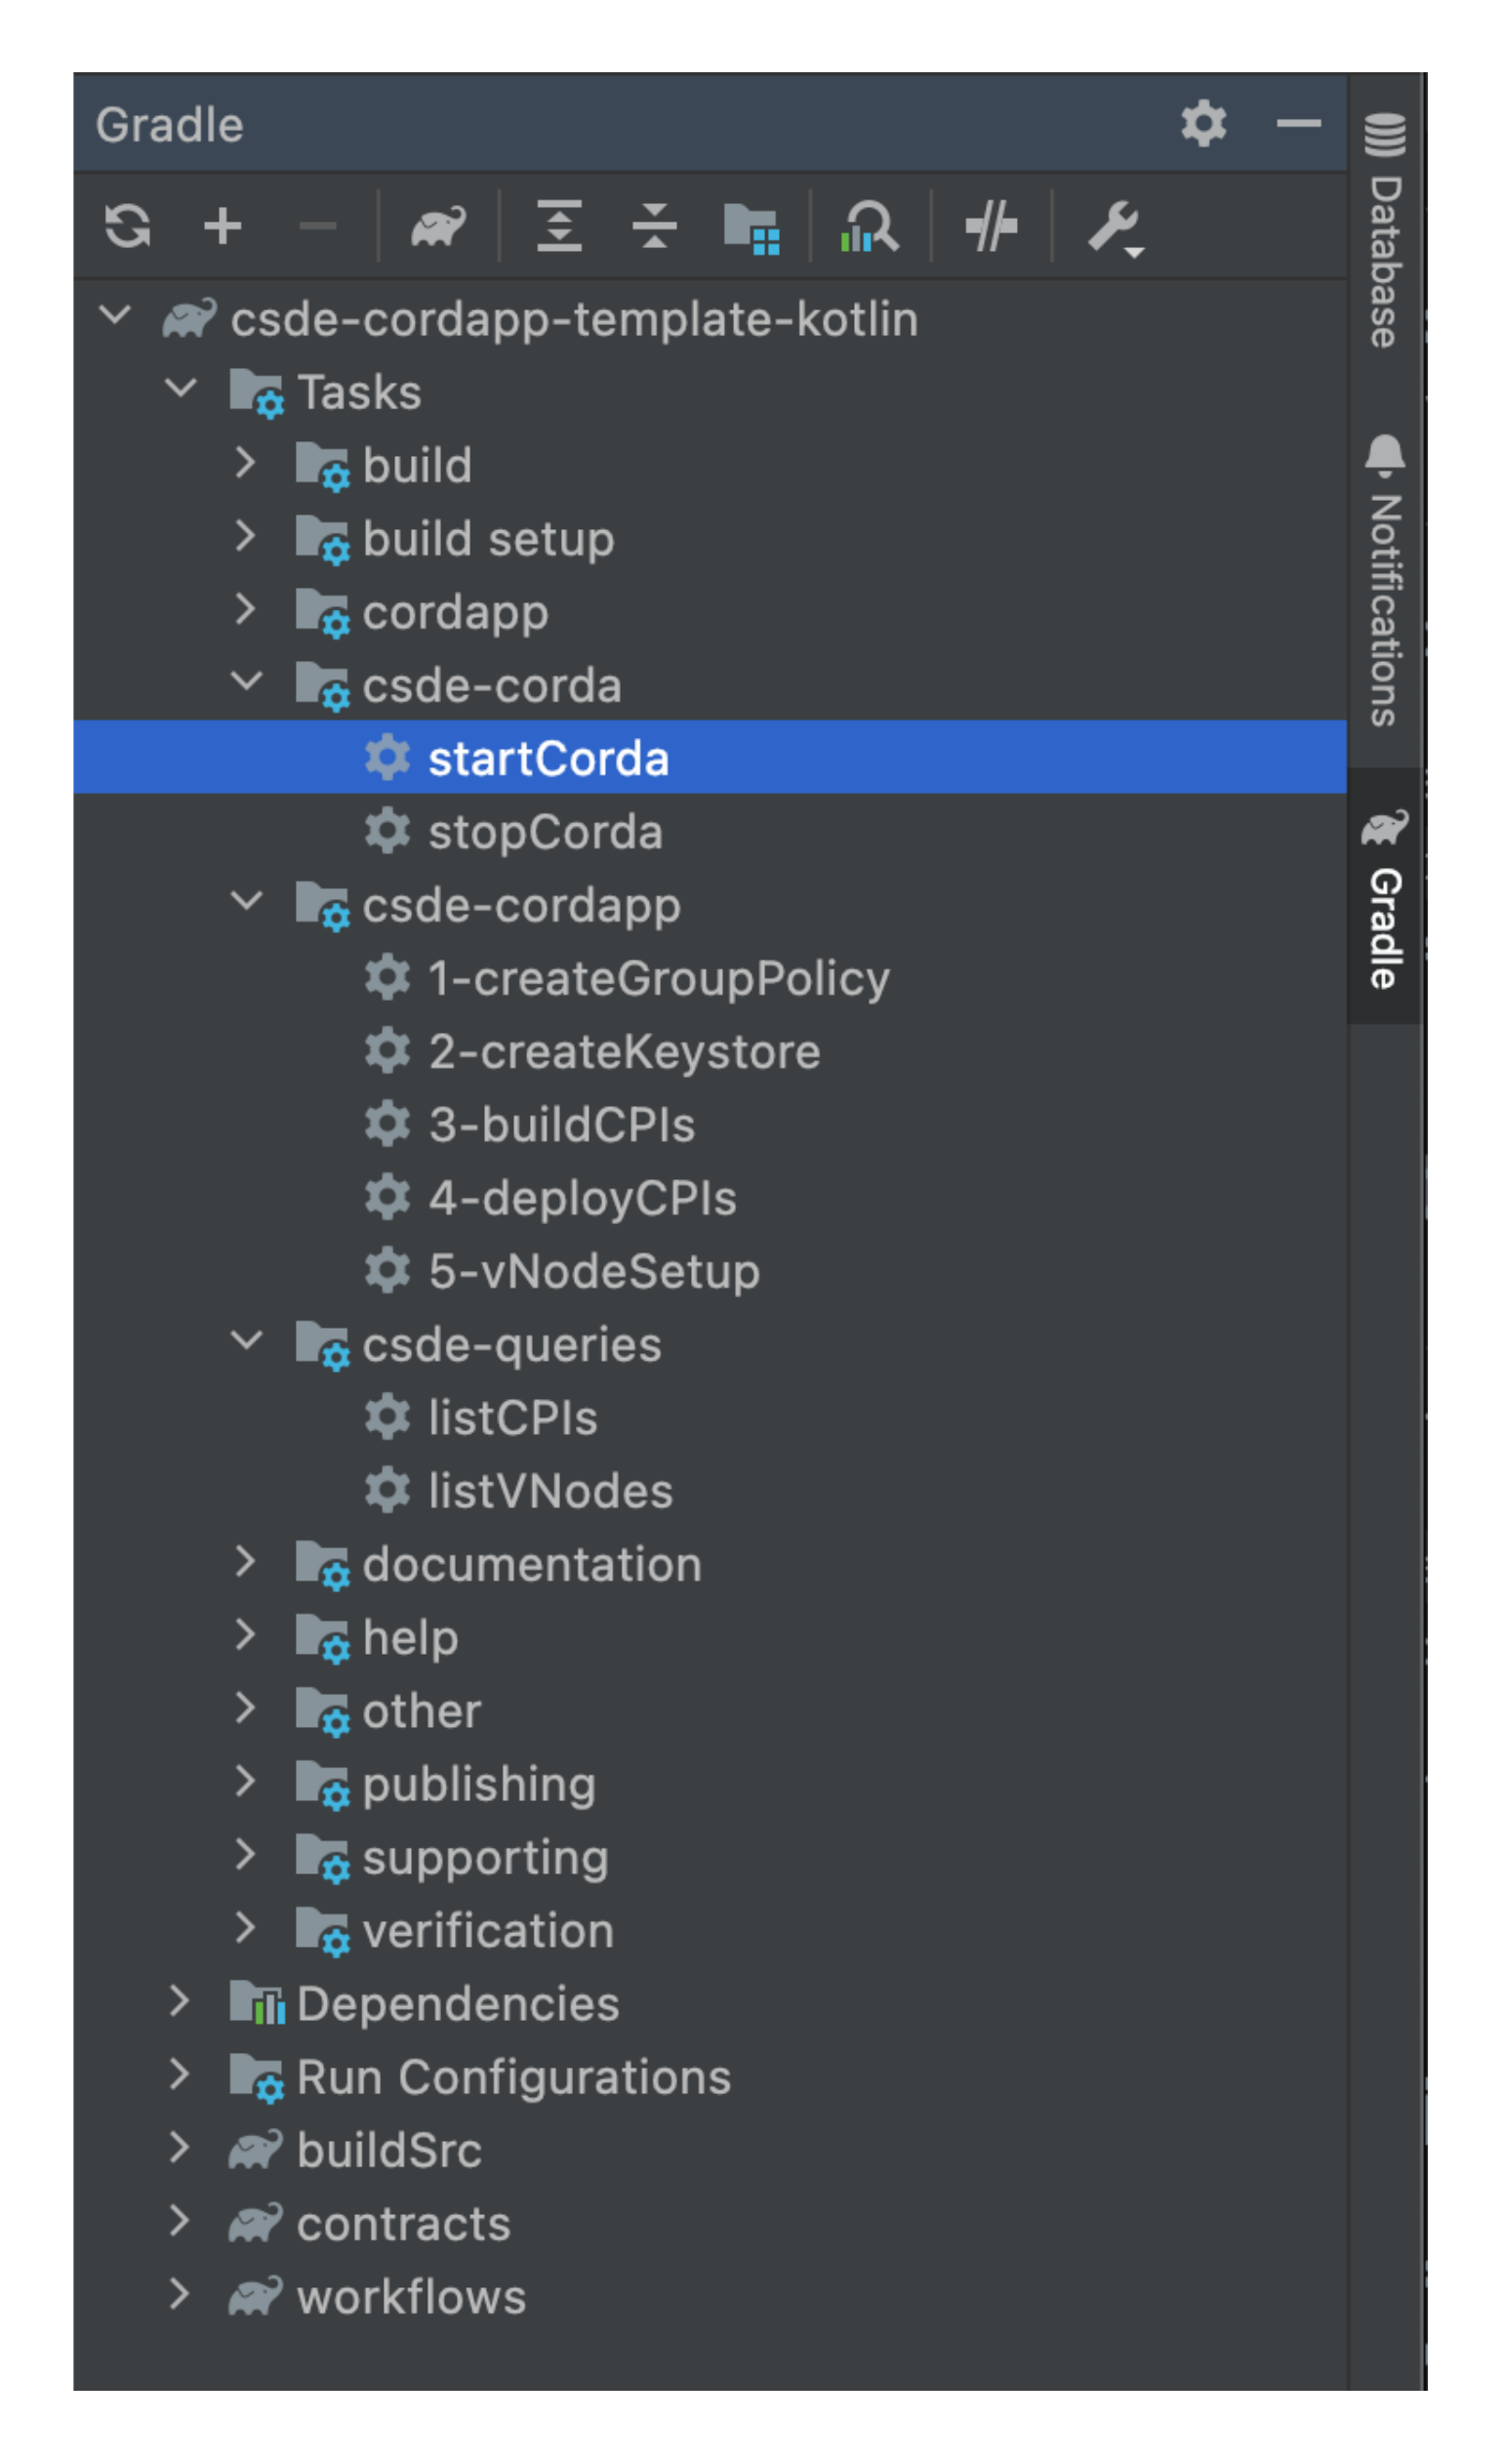 Gradle
csde-cordapp-template-kotlin
Tasks
build
build setup
cordapp
csde-corda
startCorda
stopCorda
csde-cordapp
1-createGroupPolicy
2-createKeystore
3-buildCPIs
4-deployCPIs
5-vNodeSetup
csde-queries
listCPIs
listVNodes
documentation
help
other
publishing
supporting
verification
Dependencies
Run Configurations
buildSrc
contracts
workflows
Database
Notifications
Gradle